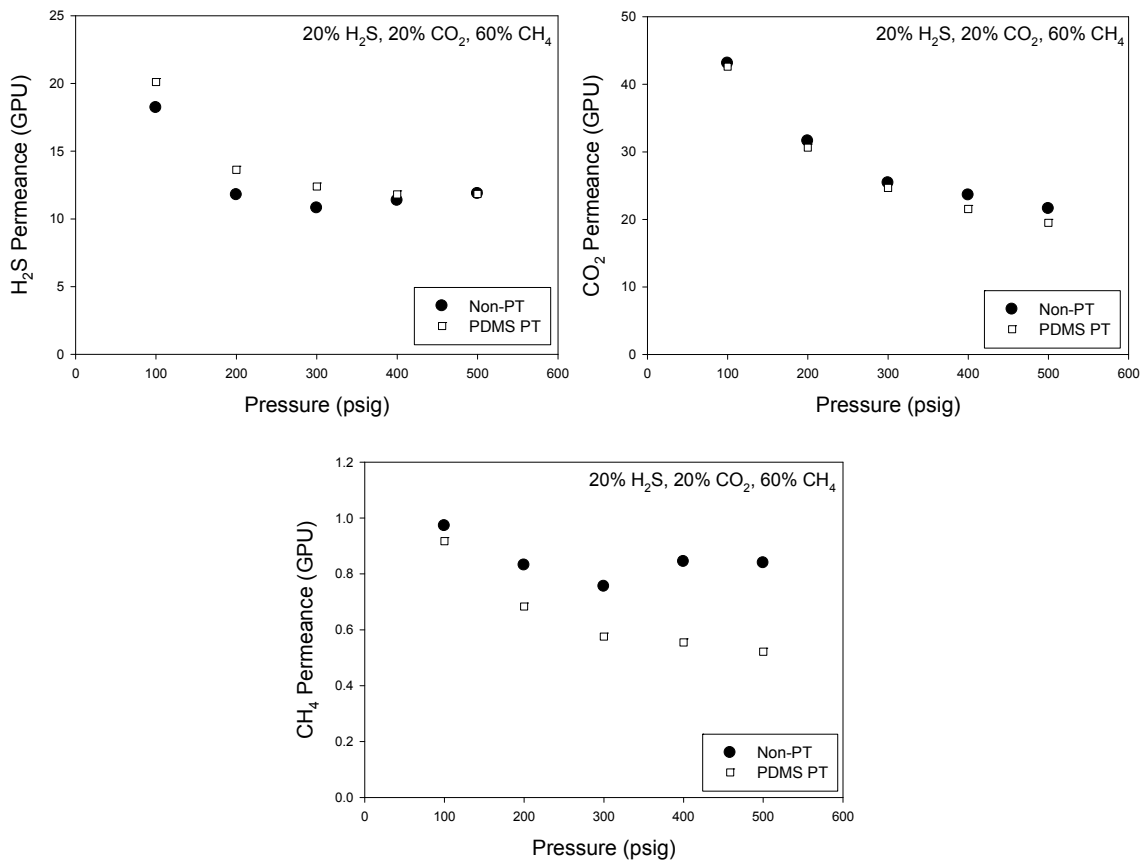 20% H₂S, 20% CO₂, 60% CH₄
H₂S Permeance (GPU)
25
20
15
10
5
0
Non-PT
PDMS PT
0 100 200 300 400 500 600
Pressure (psig)
20% H₂S, 20% CO₂, 60% CH₄
CO₂ Permeance (GPU)
50
40
30
20
10
0
Non-PT
PDMS PT
0 100 200 300 400 500 600
Pressure (psig)
20% H₂S, 20% CO₂, 60% CH₄
CH₄ Permeance (GPU)
1.2
1.0
0.8
0.6
0.4
0.2
0.0
Non-PT
PDMS PT
0 100 200 300 400 500 600
Pressure (psig)